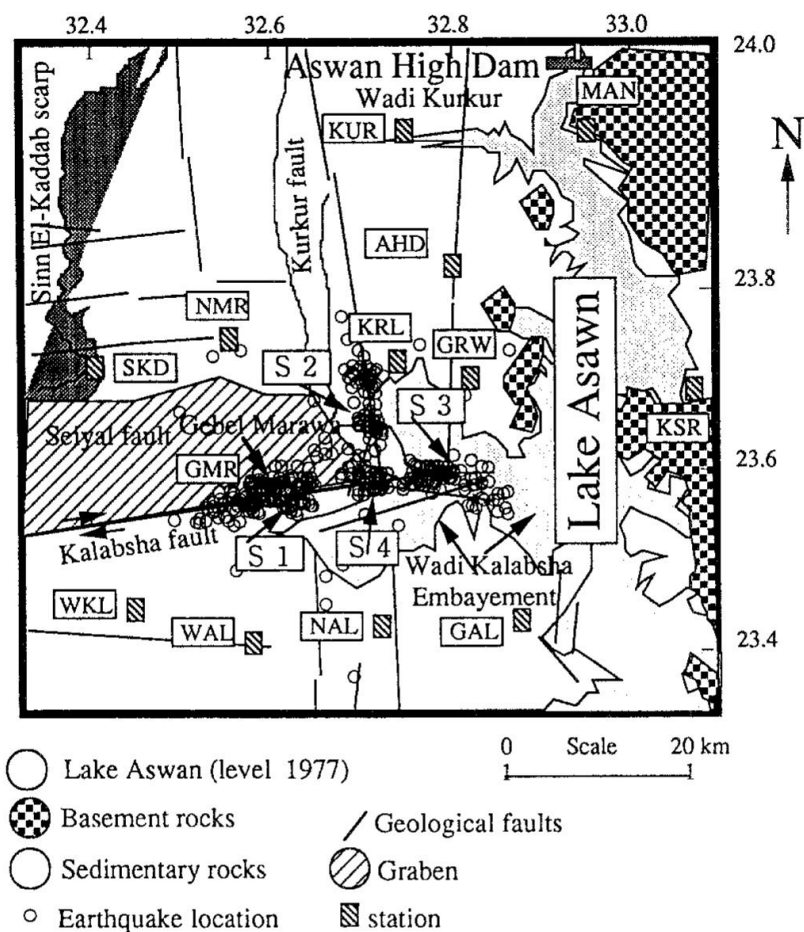 32.4 32.6 32.8 33.0
24.0
Aswan High Dam
Wadi Kurkur
MAN
KUR
N
Sinn El-Kaddab scarp
Kurkur fault
AHD
23.8
NMR
KRL
GRW
SKD
S 2
S 3
Lake Asawn
KSR
Seiyal fault
Gebel Marawa
GMR
23.6
Kalabsha fault
S 1
S 4
Wadi Kalabsha
Embayement
WKL
WAL
NAL
GAL
23.4
0 Scale 20 km
Lake Aswan (level 1977)
Basement rocks
Geological faults
Sedimentary rocks
Graben
Earthquake location
station